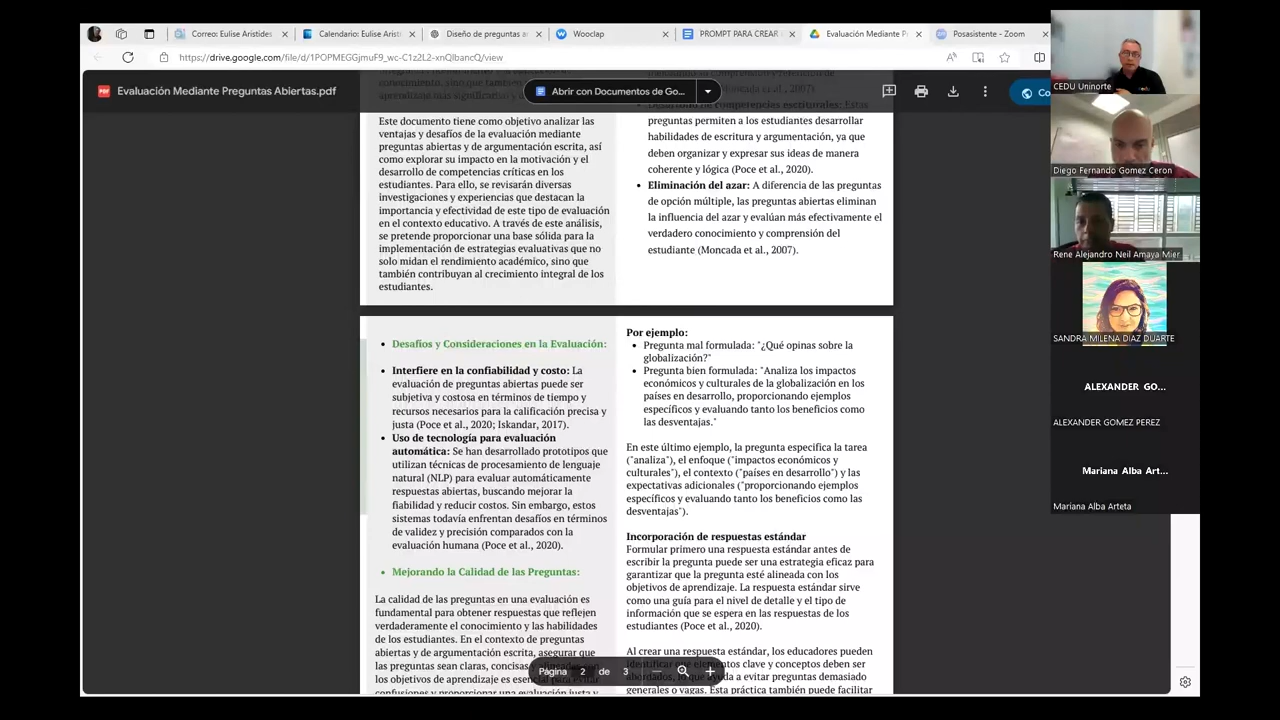 Correo: Eulise Aristides
Calendario: Eulise Aristi
Diseño de preguntas a
Wooclap
PROMPT PARA CREAR
Evaluación Mediante P
Posasistente - Zoom
https://drive.google.com/file/d/1POPMEGGjmuF9_wc-C1z2L2-xnQlbancQ/view
PDF
Evaluación Mediante Preguntas Abiertas.pdf
Abrir con Documentos de Go...
Co
Este documento tiene como objetivo analizar las
ventajas y desafíos de la evaluación mediante
preguntas abiertas y de argumentación escrita, así
como explorar su impacto en la motivación y el
desarrollo de competencias críticas en los
estudiantes. Para ello, se revisarán diversas
investigaciones y experiencias que destacan la
importancia y efectividad de este tipo de evaluación
en el contexto educativo. A través de este análisis,
se pretende proporcionar una base sólida para la
implementación de estrategias evaluativas que no
solo midan el rendimiento académico, sino que
también contribuyan al crecimiento integral de los
estudiantes.
competencias escriturales: Estas
preguntas permiten a los estudiantes desarrollar
habilidades de escritura y argumentación, ya que
deben organizar y expresar sus ideas de manera
coherente y lógica (Poce et al., 2020).
• Eliminación del azar: A diferencia de las preguntas
de opción múltiple, las preguntas abiertas eliminan
la influencia del azar y evalúan más efectivamente el
verdadero conocimiento y comprensión del
estudiante (Moncada et al., 2007).
• Desafíos y Consideraciones en la Evaluación:
• Interfiere en la confiabilidad y costo: La
evaluación de preguntas abiertas puede ser
subjetiva y costosa en términos de tiempo y
recursos necesarios para la calificación precisa y
justa (Poce et al., 2020; Iskandar, 2017).
• Uso de tecnología para evaluación
automática: Se han desarrollado prototipos que
utilizan técnicas de procesamiento de lenguaje
natural (NLP) para evaluar automáticamente
respuestas abiertas, buscando mejorar la
fiabilidad y reducir costos. Sin embargo, estos
sistemas todavía enfrentan desafíos en términos
de validez y precisión comparados con la
evaluación humana (Poce et al., 2020).
• Mejorando la Calidad de las Preguntas:
La calidad de las preguntas en una evaluación es
fundamental para obtener respuestas que reflejen
verdaderamente el conocimiento y las habilidades
de los estudiantes. En el contexto de preguntas
abiertas y de argumentación escrita, asegurar que
las preguntas sean claras, concisas y
los objetivos de aprendizaje es
confusiones y proporcionar una evaluación justa y
Por ejemplo:
• Pregunta mal formulada: "¿Qué opinas sobre la
globalización?"
• Pregunta bien formulada: "Analiza los impactos
económicos y culturales de la globalización en los
países en desarrollo, proporcionando ejemplos
específicos y evaluando tanto los beneficios como
las desventajas."
En este último ejemplo, la pregunta especifica la tarea
("analiza"), el enfoque ("impactos económicos y
culturales"), el contexto ("países en desarrollo") y las
expectativas adicionales ("proporcionando ejemplos
específicos y evaluando tanto los beneficios como las
desventajas").
Incorporación de respuestas estándar
Formular primero una respuesta estándar antes de
escribir la pregunta puede ser una estrategia eficaz para
garantizar que la pregunta esté alineada con los
objetivos de aprendizaje. La respuesta estándar sirve
como una guía para el nivel de detalle y el tipo de
información que se espera en las respuestas de los
estudiantes (Poce et al., 2020).
Al crear una respuesta estándar, los educadores pueden
clave y conceptos deben ser
ayuda a evitar preguntas demasiado
generales o vagas. Esta práctica también puede facilitar
Página 2 de 3
CEDU Uninorte
Diego Fernando Gomez Ceron
Rene Alejandro Neil Amaya Mier
SANDRA MILENA DIAZ DUARTE
ALEXANDER GO...
ALEXANDER GOMEZ PEREZ
Mariana Alba Art...
Mariana Alba Arteta